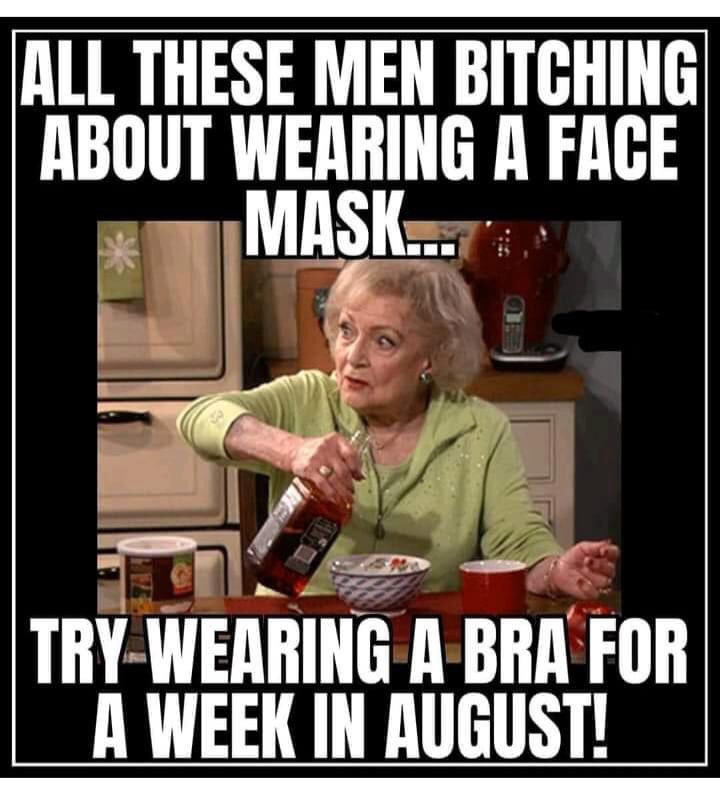 ALL THESE MEN BITCHING
ABOUT WEARING A FACE
MASK...
TRY WEARING A BRA FOR
A WEEK IN AUGUST!